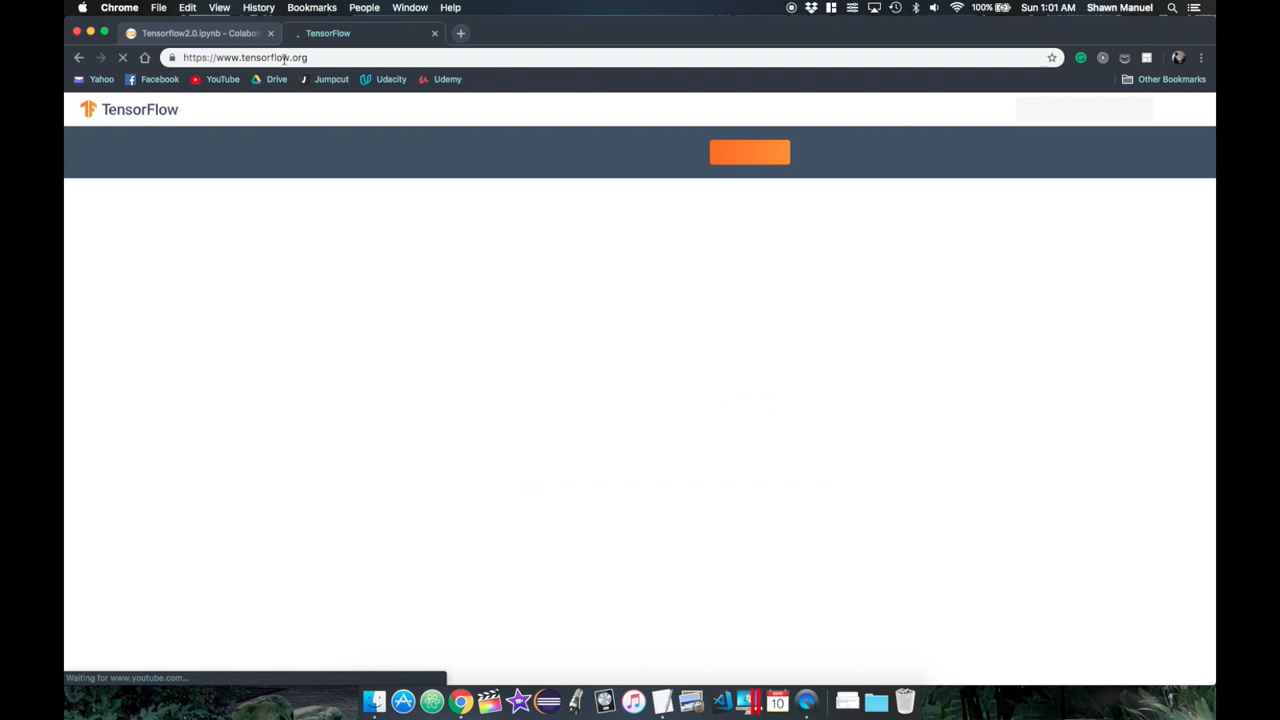 Chrome File Edit View History Bookmarks People Window Help 100% Sun 1:01 AM Shawn Manuel
Tensorflow2.0.ipynb - Colabor TensorFlow
https://www.tensorflow.org
Yahoo Facebook YouTube Drive Jumpcut Udacity Udemy Other Bookmarks
TensorFlow
Waiting for www.youtube.com...
10